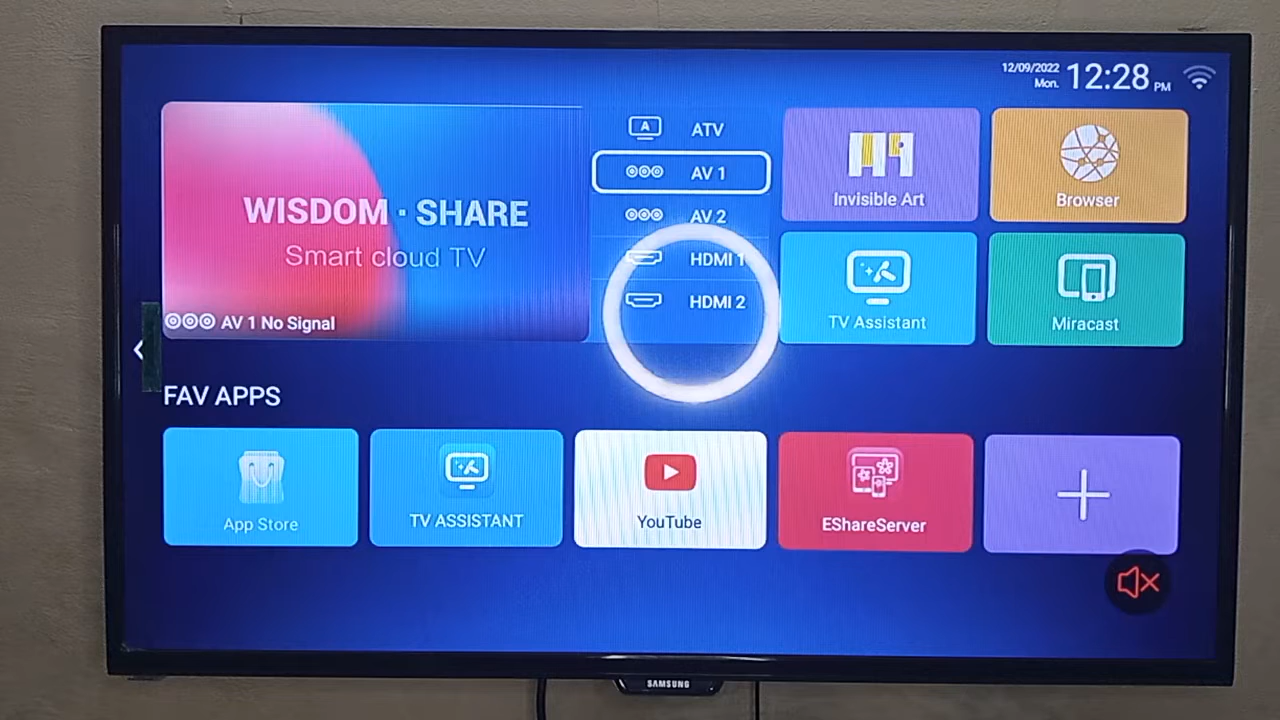 12/09/2022
Mon.
12:28 PM
WISDOM · SHARE
Smart cloud TV
AV 1 No Signal
A
ATV
AV 1
AV 2
HDMI 1
HDMI 2
Invisible Art
Browser
TV Assistant
Miracast
FAV APPS
App Store
TV ASSISTANT
YouTube
EShareServer
SAMSUNG